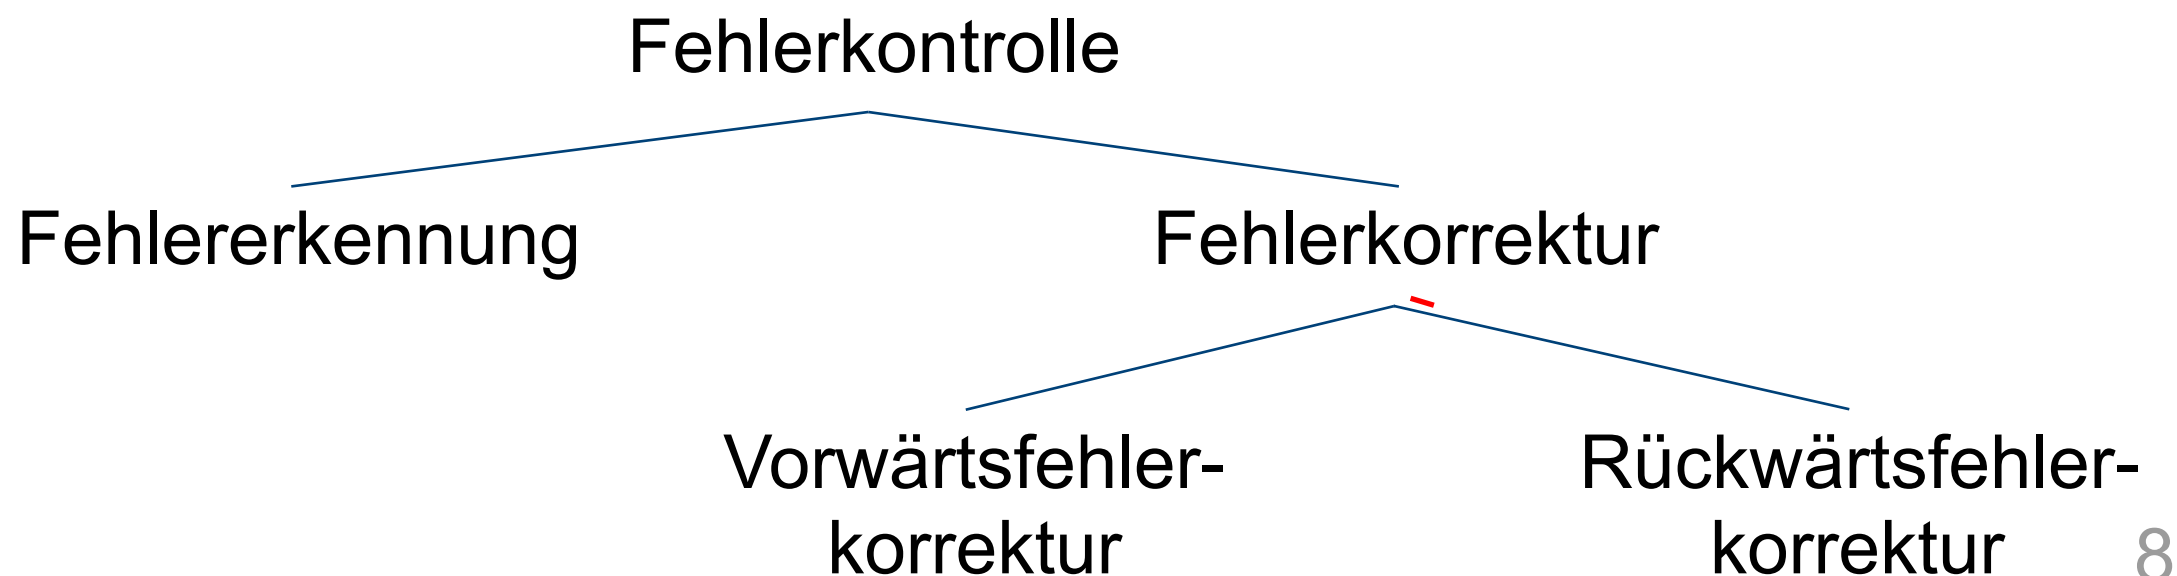 Fehlerkontrolle
Fehlererkennung
Fehlerkorrektur
Vorwärtsfehler-
korrektur
Rückwärtsfehler-
korrektur
8